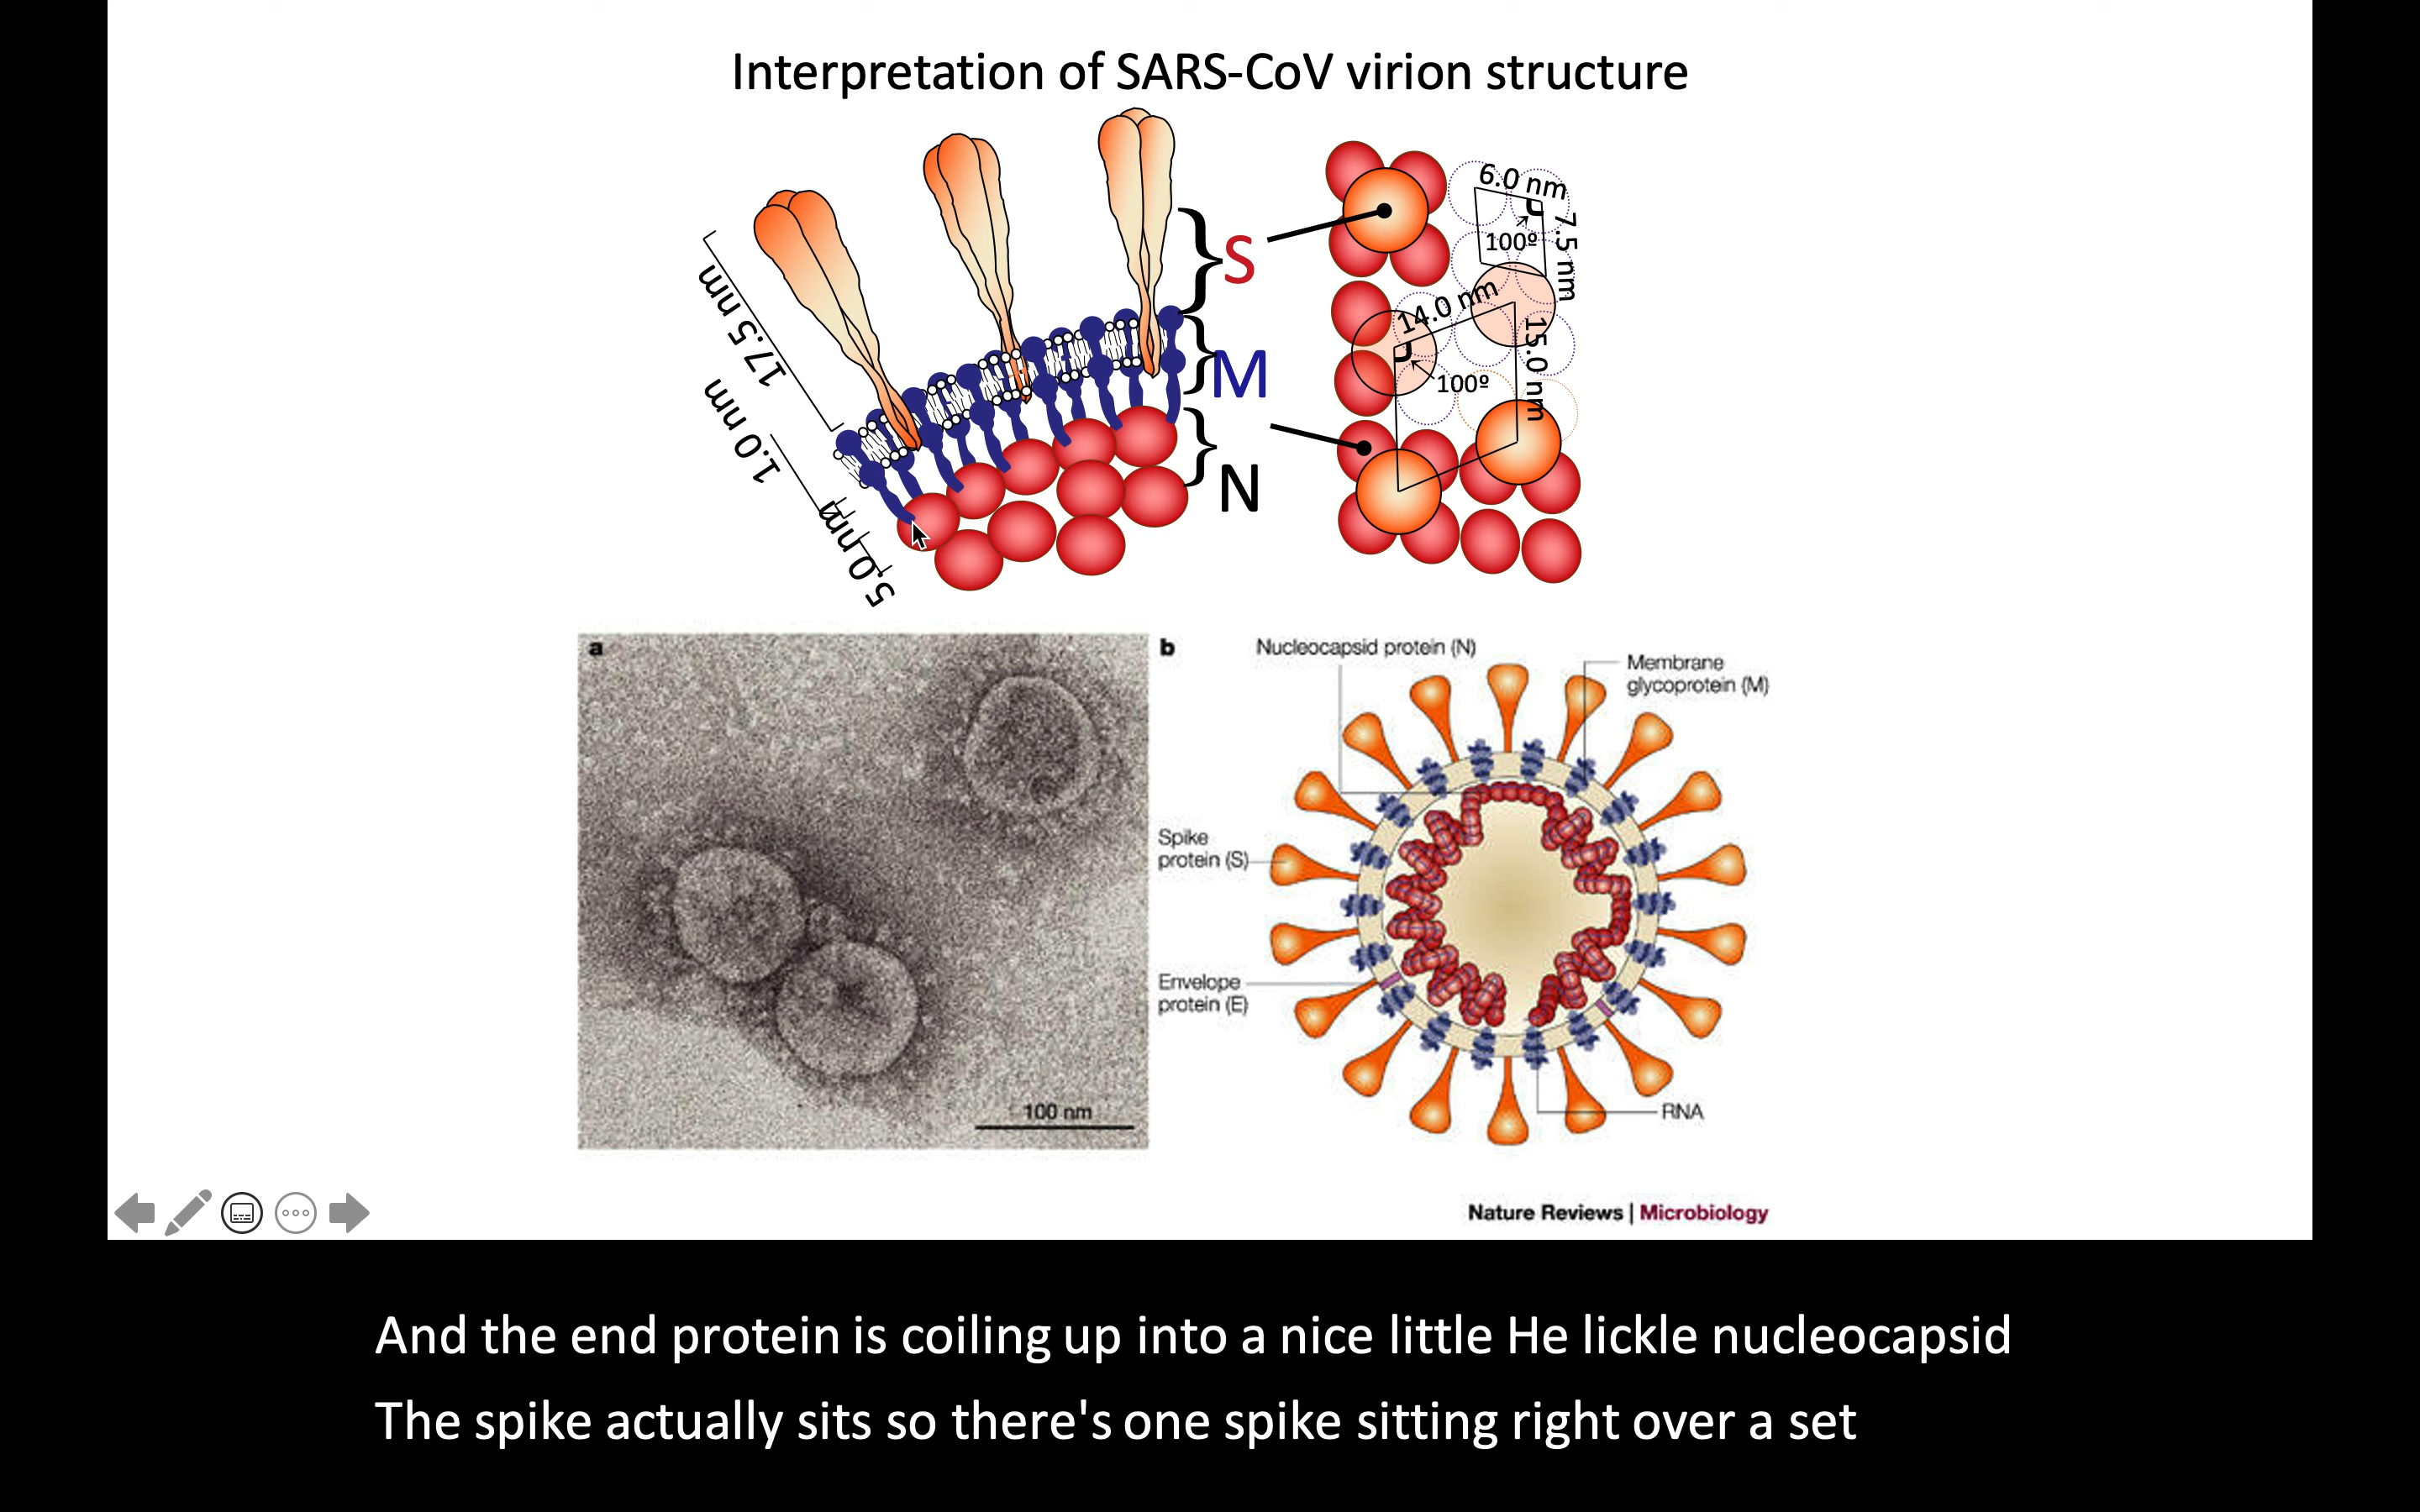 Interpretation of SARS-CoV virion structure
17.5 nm
1.0 nm
5.0 nm
S
M
N
6.0 nm
7.5 nm
100º
14.0 nm
15.0 nm
100º
a
100 nm
b
Nucleocapsid protein (N)
Membrane
glycoprotein (M)
Spike
protein (S)
Envelope
protein (E)
RNA
Nature Reviews | Microbiology
And the end protein is coiling up into a nice little He lickle nucleocapsid
The spike actually sits so there's one spike sitting right over a set